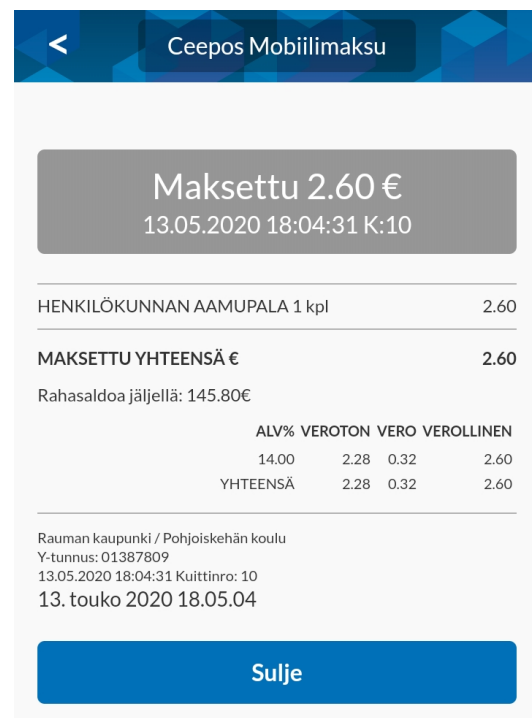 <
Ceepos Mobiilimaksu
Maksettu 2.60 €
13.05.2020 18:04:31 K:10
HENKILÖKUNNAN AAMUPALA 1 kpl 2.60
MAKSETTU YHTEENSÄ € 2.60
Rahasaldoa jäljellä: 145.80€
ALV% VEROTON VERO VEROLLINEN
14.00 2.28 0.32 2.60
YHTEENSÄ 2.28 0.32 2.60
Rauman kaupunki / Pohjoiskehän koulu
Y-tunnus: 01387809
13.05.2020 18:04:31 Kuittinro: 10
13. touko 2020 18.05.04
Sulje